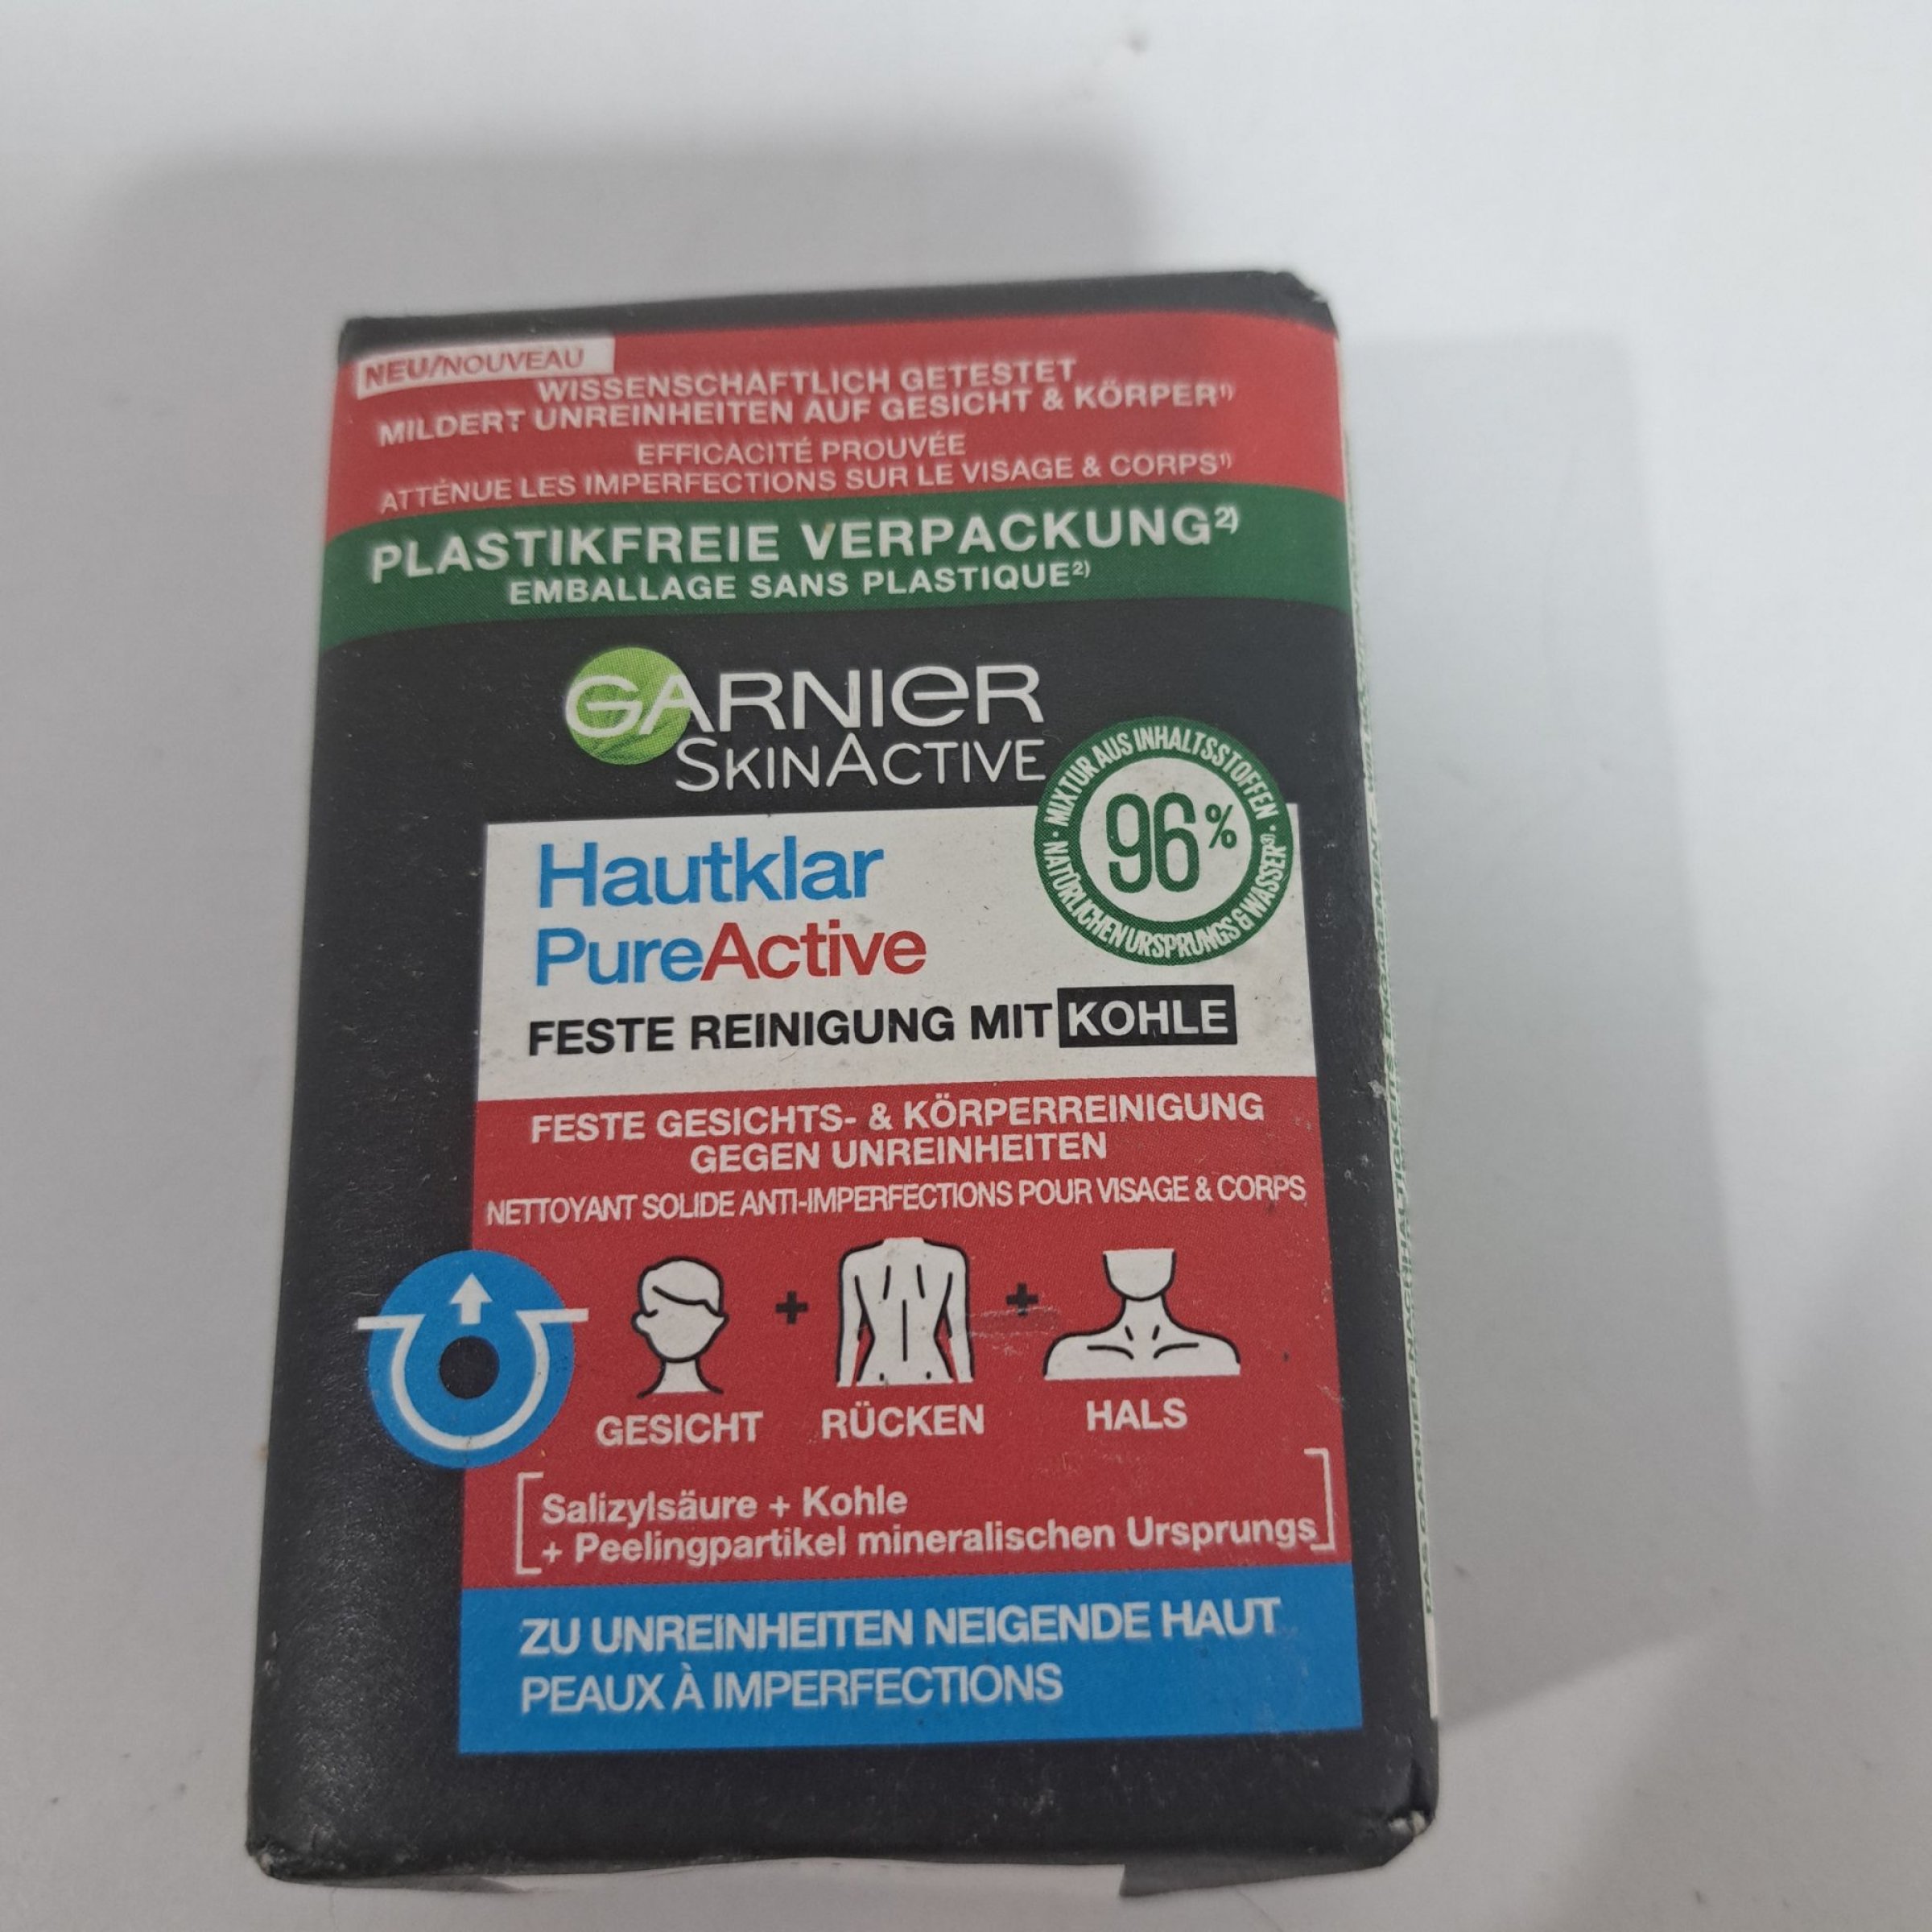 NEU/NOUVEAU
WISSENSCHAFTLICH GETESTET
MILDERT UNREINHEITEN AUF GESICHT & KÖRPER¹⁾
EFFICACITÉ PROUVÉE
ATTÉNUE LES IMPERFECTIONS SUR LE VISAGE & CORPS¹⁾
PLASTIKFREIE VERPACKUNG²⁾
EMBALLAGE SANS PLASTIQUE²⁾
GARNIER
SKINACTIVE
MIXTUR AUS INHALTSSTOFFEN • NATÜRLICHEN URSPRUNGS & WASSER³⁾ •
96%
Hautklar
PureActive
FESTE REINIGUNG MIT KOHLE
FESTE GESICHTS- & KÖRPERREINIGUNG
GEGEN UNREINHEITEN
NETTOYANT SOLIDE ANTI-IMPERFECTIONS POUR VISAGE & CORPS
+ +
GESICHT RÜCKEN HALS
[Salizylsäure + Kohle
+ Peelingpartikel mineralischen Ursprungs]
ZU UNREINHEITEN NEIGENDE HAUT
PEAUX À IMPERFECTIONS
DAS GARNIER NACHHALTIGKEITSENGAGEMENT